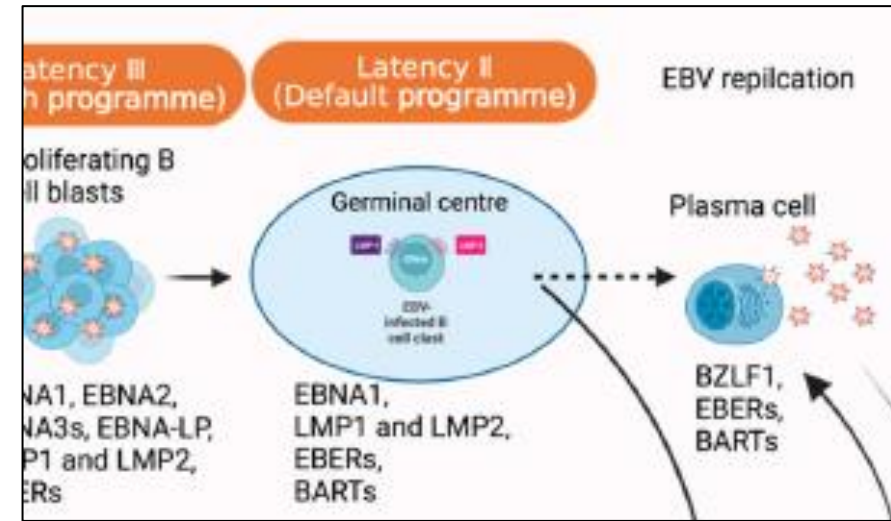 atency III
h programme)
Latency II
(Default programme)
EBV repilcation
oliferating B
ll blasts
Germinal centre
Plasma cell
EBV-
infected B
cell clast
NA1, EBNA2,
NA3s, EBNA-LP,
P1 and LMP2,
ERs
EBNA1,
LMP1 and LMP2,
EBERs,
BARTs
BZLF1,
EBERs,
BARTs